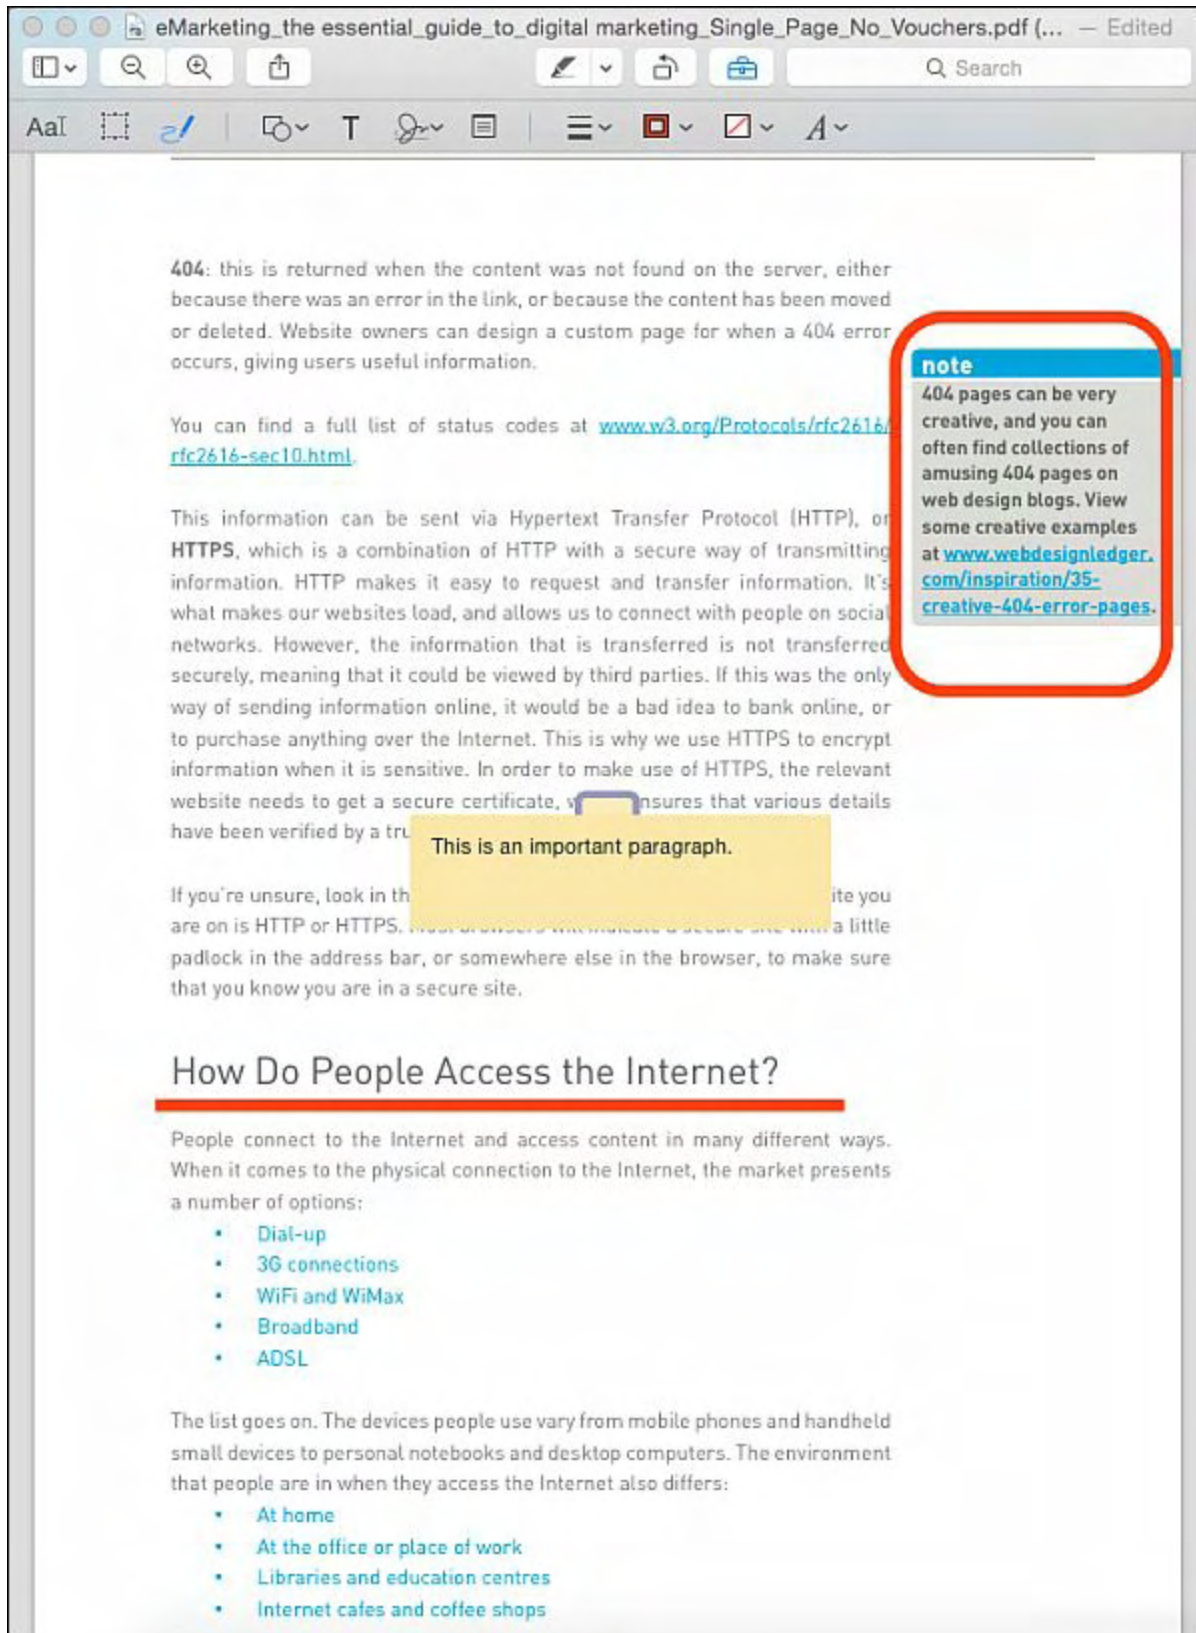 eMarketing_the essential_guide_to_digital marketing_Single_Page_No_Vouchers.pdf (... — Edited
Search
AaI T A
404: this is returned when the content was not found on the server, either
because there was an error in the link, or because the content has been moved
or deleted. Website owners can design a custom page for when a 404 error
occurs, giving users useful information.
You can find a full list of status codes at www.w3.org/Protocols/rfc2616/
rfc2616-sec10.html.
This information can be sent via Hypertext Transfer Protocol (HTTP), or
HTTPS, which is a combination of HTTP with a secure way of transmitting
information. HTTP makes it easy to request and transfer information. It's
what makes our websites load, and allows us to connect with people on social
networks. However, the information that is transferred is not transferred
securely, meaning that it could be viewed by third parties. If this was the only
way of sending information online, it would be a bad idea to bank online, or
to purchase anything over the Internet. This is why we use HTTPS to encrypt
information when it is sensitive. In order to make use of HTTPS, the relevant
website needs to get a secure certificate, nsures that various details
have been verified by a tru
This is an important paragraph.
If you're unsure, look in th ite you
are on is HTTP or HTTPS. a little
padlock in the address bar, or somewhere else in the browser, to make sure
that you know you are in a secure site.
note
404 pages can be very
creative, and you can
often find collections of
amusing 404 pages on
web design blogs. View
some creative examples
at www.webdesignledger.
com/inspiration/35-
creative-404-error-pages.
How Do People Access the Internet?
People connect to the Internet and access content in many different ways.
When it comes to the physical connection to the Internet, the market presents
a number of options:
• Dial-up
• 3G connections
• WiFi and WiMax
• Broadband
• ADSL
The list goes on. The devices people use vary from mobile phones and handheld
small devices to personal notebooks and desktop computers. The environment
that people are in when they access the Internet also differs:
• At home
• At the office or place of work
• Libraries and education centres
• Internet cafes and coffee shops